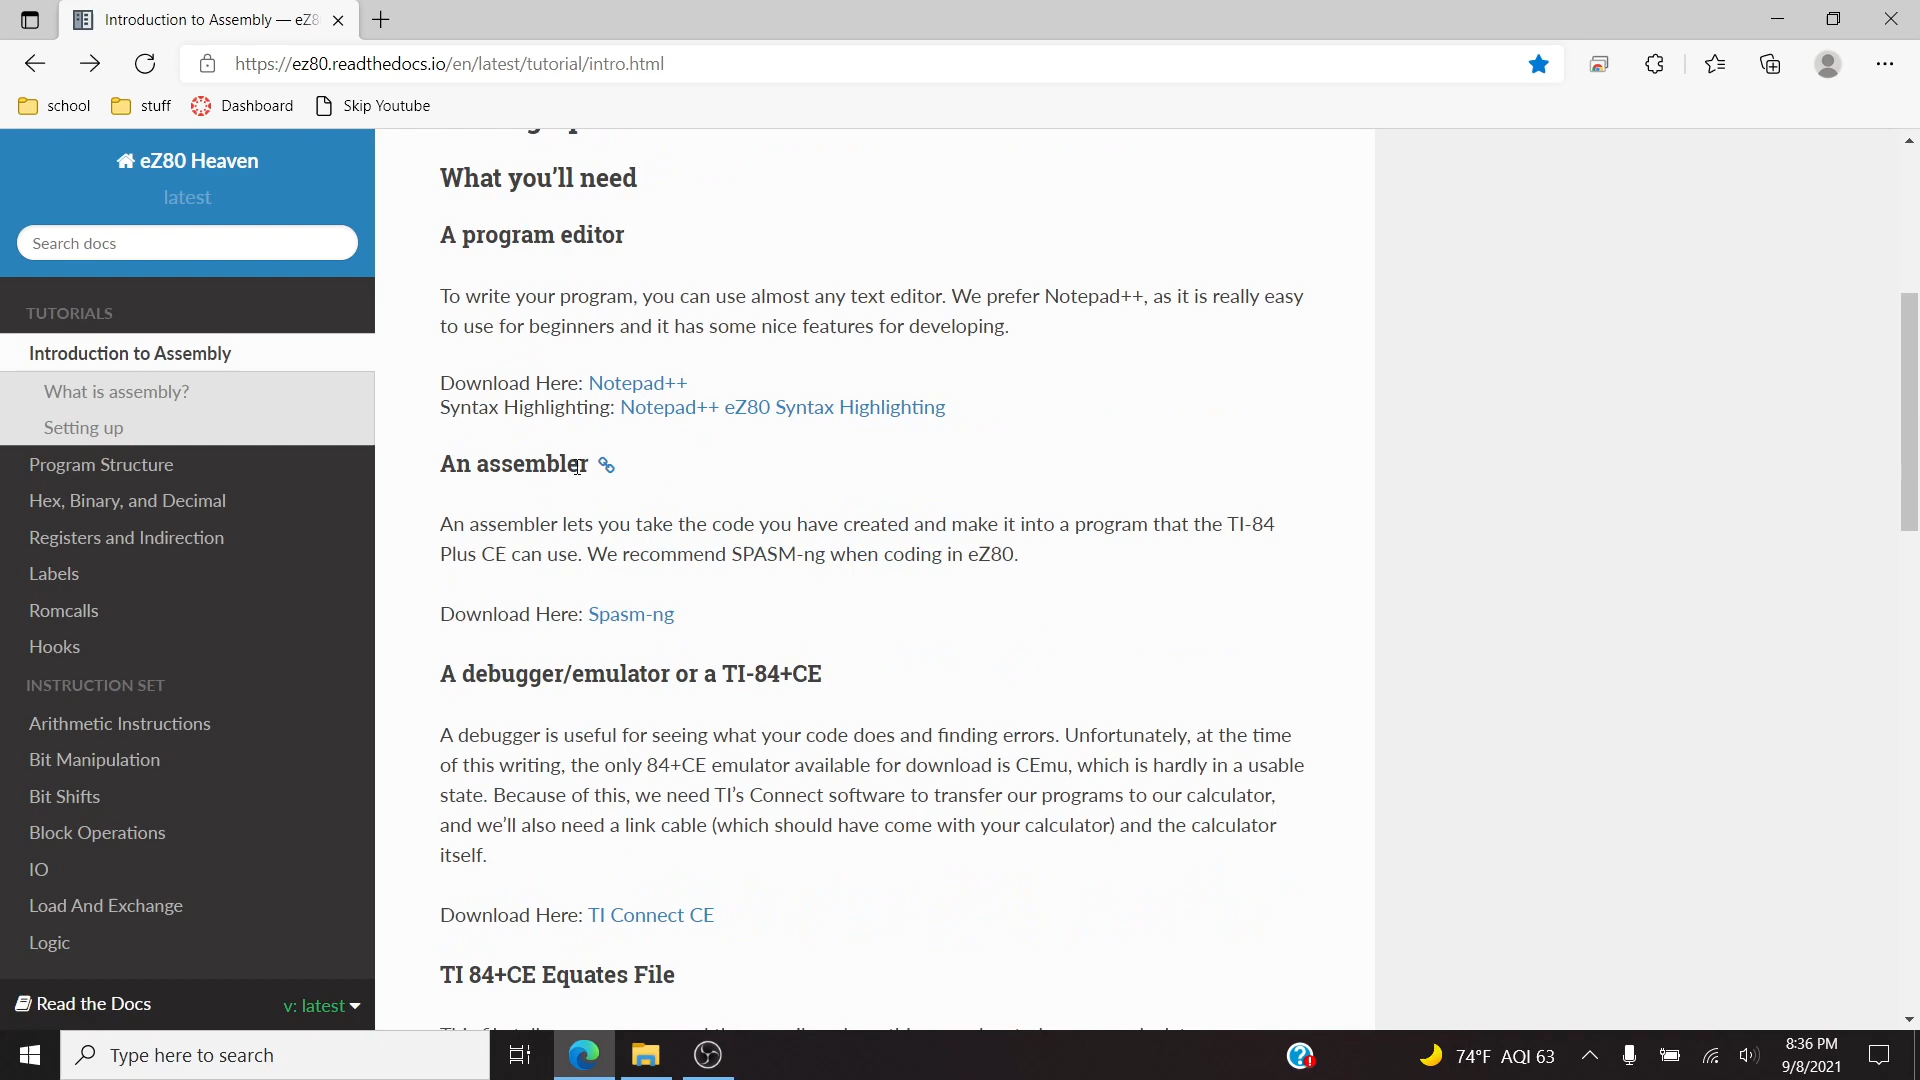 Introduction to Assembly — eZ8
https://ez80.readthedocs.io/en/latest/tutorial/intro.html
school
stuff
Dashboard
Skip Youtube
eZ80 Heaven
latest
Search docs
TUTORIALS
Introduction to Assembly
What is assembly?
Setting up
Program Structure
Hex, Binary, and Decimal
Registers and Indirection
Labels
Romcalls
Hooks
INSTRUCTION SET
Arithmetic Instructions
Bit Manipulation
Bit Shifts
Block Operations
IO
Load And Exchange
Logic
Read the Docs
v: latest
What you'll need
A program editor
To write your program, you can use almost any text editor. We prefer Notepad++, as it is really easy
to use for beginners and it has some nice features for developing.
Download Here: Notepad++
Syntax Highlighting: Notepad++ eZ80 Syntax Highlighting
An assembler
An assembler lets you take the code you have created and make it into a program that the TI-84
Plus CE can use. We recommend SPASM-ng when coding in eZ80.
Download Here: Spasm-ng
A debugger/emulator or a TI-84+CE
A debugger is useful for seeing what your code does and finding errors. Unfortunately, at the time
of this writing, the only 84+CE emulator available for download is CEmu, which is hardly in a usable
state. Because of this, we need TI's Connect software to transfer our programs to our calculator,
and we'll also need a link cable (which should have come with your calculator) and the calculator
itself.
Download Here: TI Connect CE
TI 84+CE Equates File
Type here to search
74°F AQI 63
8:36 PM
9/8/2021